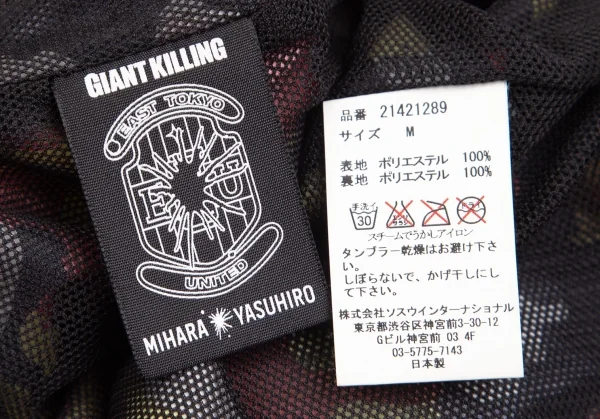 GIANT KILLING
EAST TOKYO
ETU
UNITED
MIHARA YASUHIRO
品番 21421289
サイズ M
表地 ポリエステル 100%
裏地 ポリエステル 100%
手洗イ
30
スチームでうかしアイロン
タンブラー乾燥はお避け下さ
い。
しぼらないで、かげ干しにし
て下さい。
株式会社ソスウインターナショナル
東京都渋谷区神宮前3-30-12
Gビル神宮前 03 4F
03-5775-7143
日本製